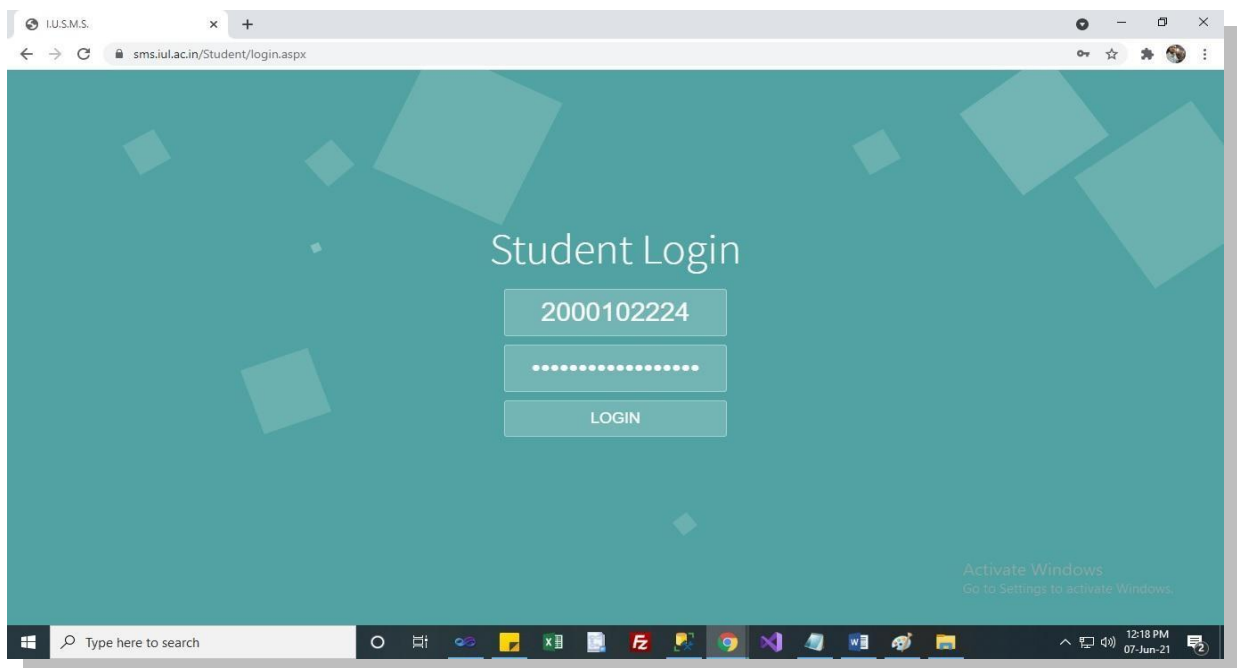 I.U.S.M.S.
sms.iul.ac.in/Student/login.aspx
Student Login
2000102224
LOGIN
Activate Windows
Go to Settings to activate Windows.
Type here to search
12:18 PM
07-Jun-21
2